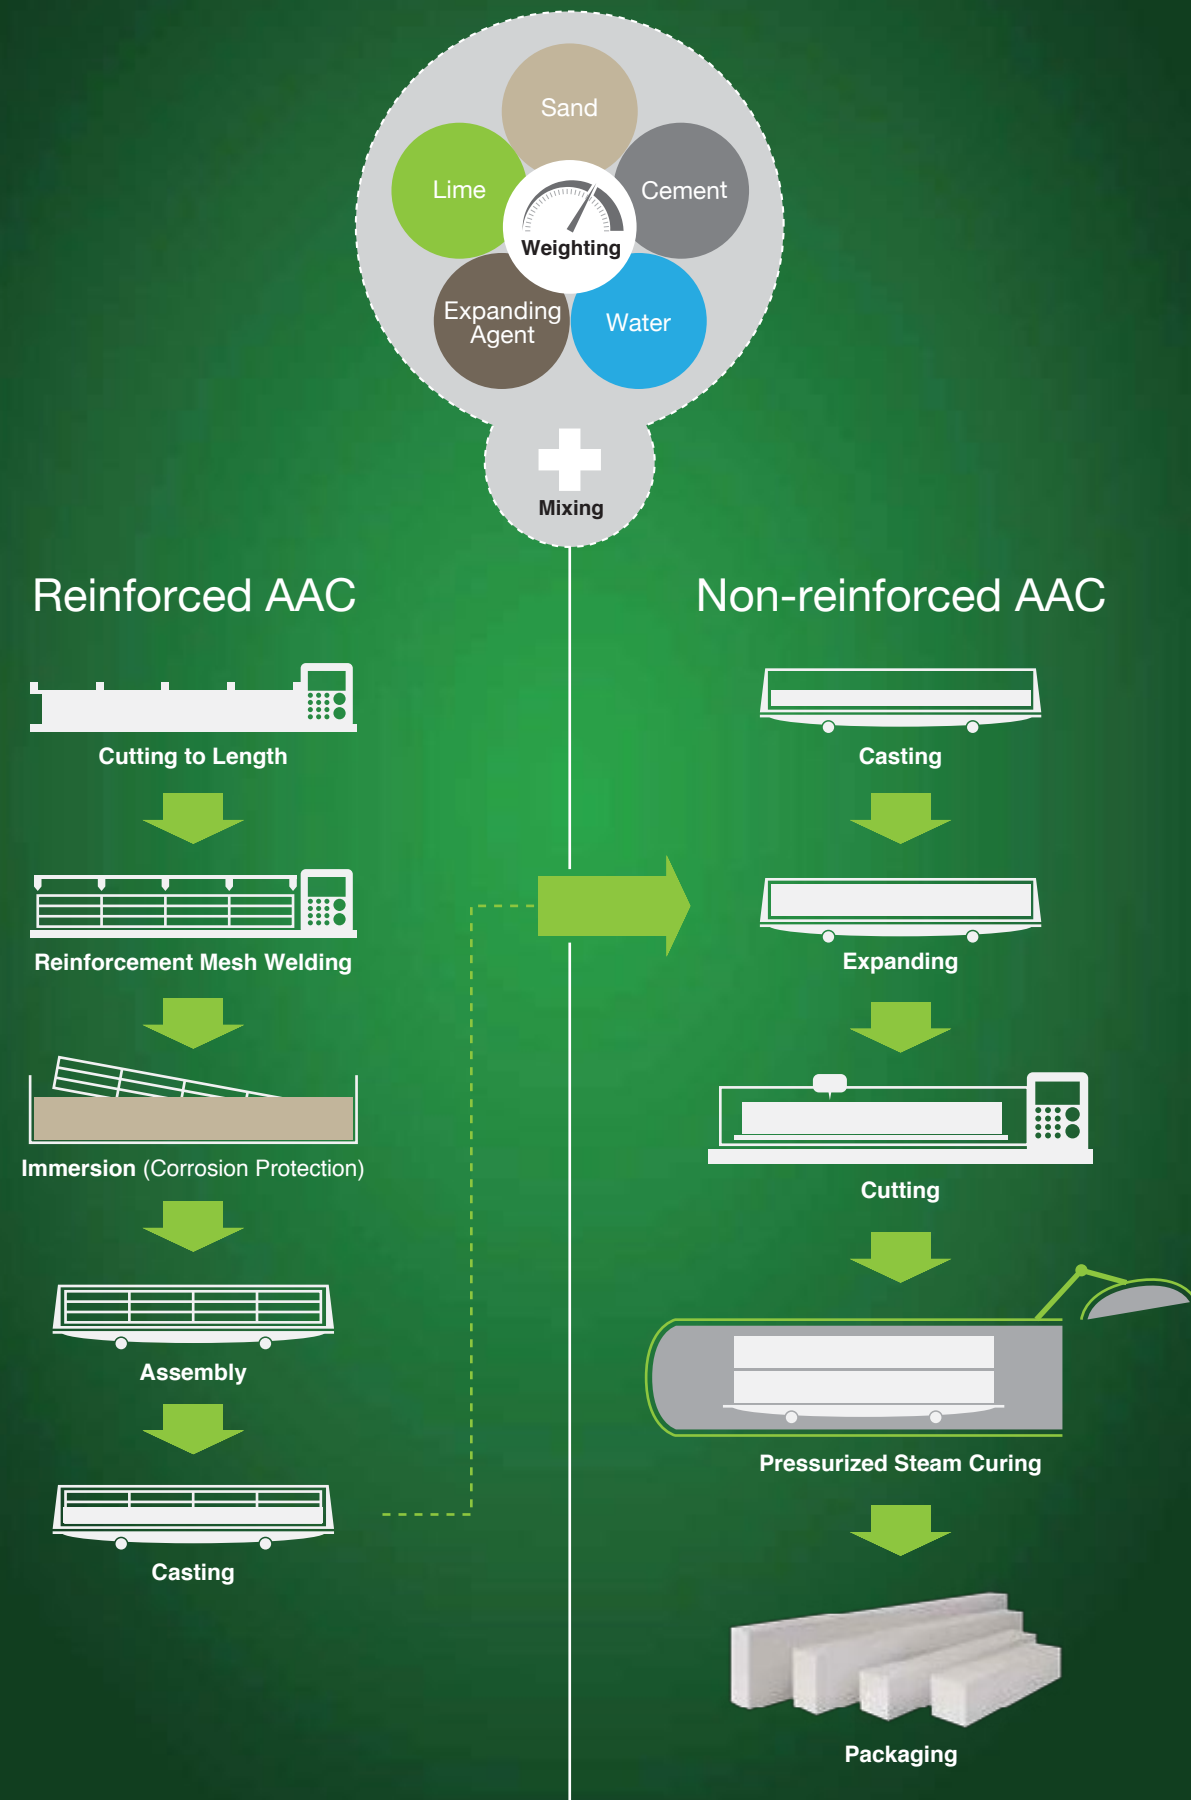 Sand
Lime
Cement
Weighting
Expanding
Agent
Water
Mixing
Reinforced AAC
Cutting to Length
Reinforcement Mesh Welding
Immersion (Corrosion Protection)
Assembly
Casting
Non-reinforced AAC
Casting
Expanding
Cutting
Pressurized Steam Curing
Packaging